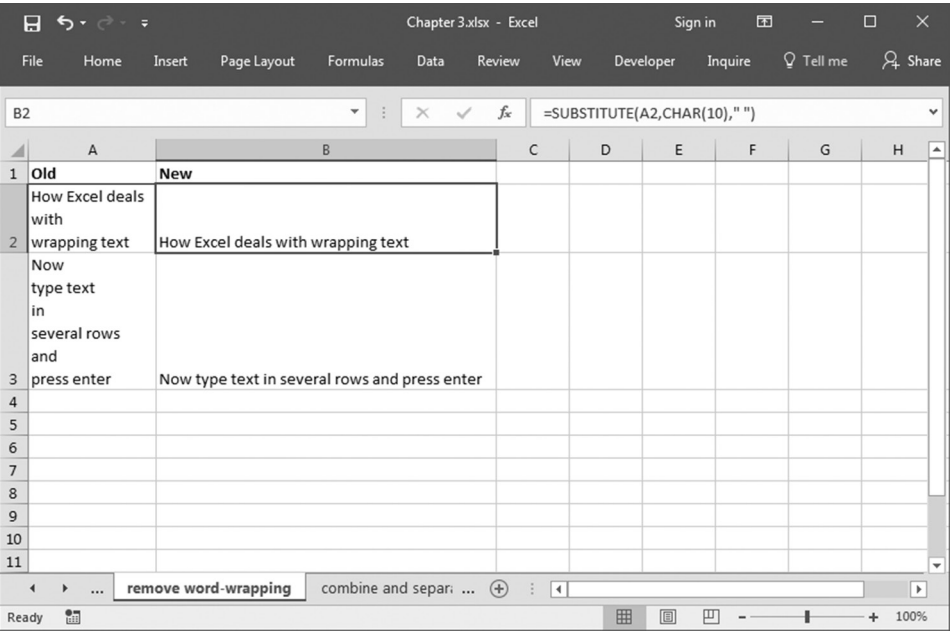 Chapter 3.xlsx - Excel
Sign in
File Home Insert Page Layout Formulas Data Review View Developer Inquire Tell me Share
B2 fx =SUBSTITUTE(A2,CHAR(10)," ")
A B C D E F G H
1 Old New
How Excel deals
with
2 wrapping text How Excel deals with wrapping text
Now
type text
in
several rows
and
3 press enter Now type text in several rows and press enter
4
5
6
7
8
9
10
11
... remove word-wrapping combine and separ ...
Ready 100%